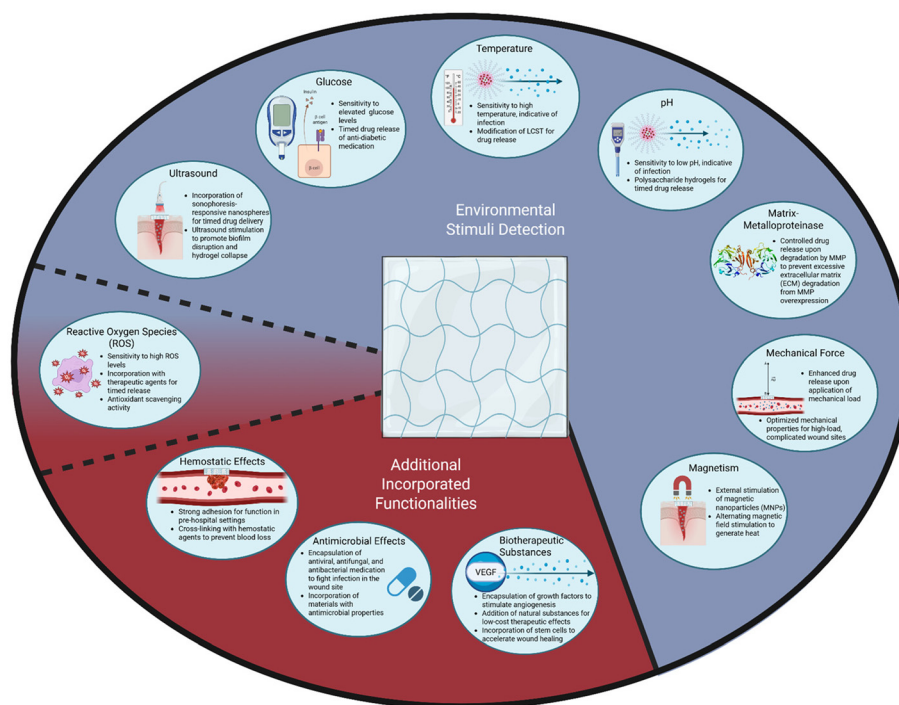 Temperature
Sensitivity to high
temperature, indicative of
infection
Modification of LCST for
drug release
Glucose
Insulin
β cell
antigen
β-cell
Sensitivity to
elevated glucose
levels
Timed drug release
of anti-diabetic
medication
pH
Sensitivity to low pH, indicative
of infection
Polysaccharide hydrogels for
timed drug release
Ultrasound
Incorporation of
sonophoresis-
responsive nanospheres
for timed drug delivery
Ultrasound stimulation
to promote biofilm
disruption and
hydrogel collapse
Environmental
Stimuli Detection
Matrix-
Metalloproteinase
Controlled drug
release upon
degradation by MMP
to prevent excessive
extracellular matrix
(ECM) degradation
from MMP
overexpression
Reactive Oxygen Species
(ROS)
Sensitivity to high ROS
levels
Incorporation with
therapeutic agents for
timed release
Antioxidant scavenging
activity
Mechanical Force
Enhanced drug
release upon
application of
mechanical load
Optimized mechanical
properties for high-load,
complicated wound sites
Hemostatic Effects
Strong adhesion for function in
pre-hospital settings
Cross-linking with hemostatic
agents to prevent blood loss
Additional
Incorporated
Functionalities
Magnetism
External stimulation
of magnetic
nanoparticles (MNPs)
Alternating magnetic
field stimulation to
generate heat
Antimicrobial Effects
Encapsulation of
antiviral, antifungal, and
antibacterial medication
to fight infection in the
wound site
Incorporation of
materials with
antimicrobial properties
Biotherapeutic
Substances
VEGF
Encapsulation of growth factors to
stimulate angiogenesis
Addition of natural substances for
low-cost therapeutic effects
Incorporation of stem cells to
accelerate wound healing